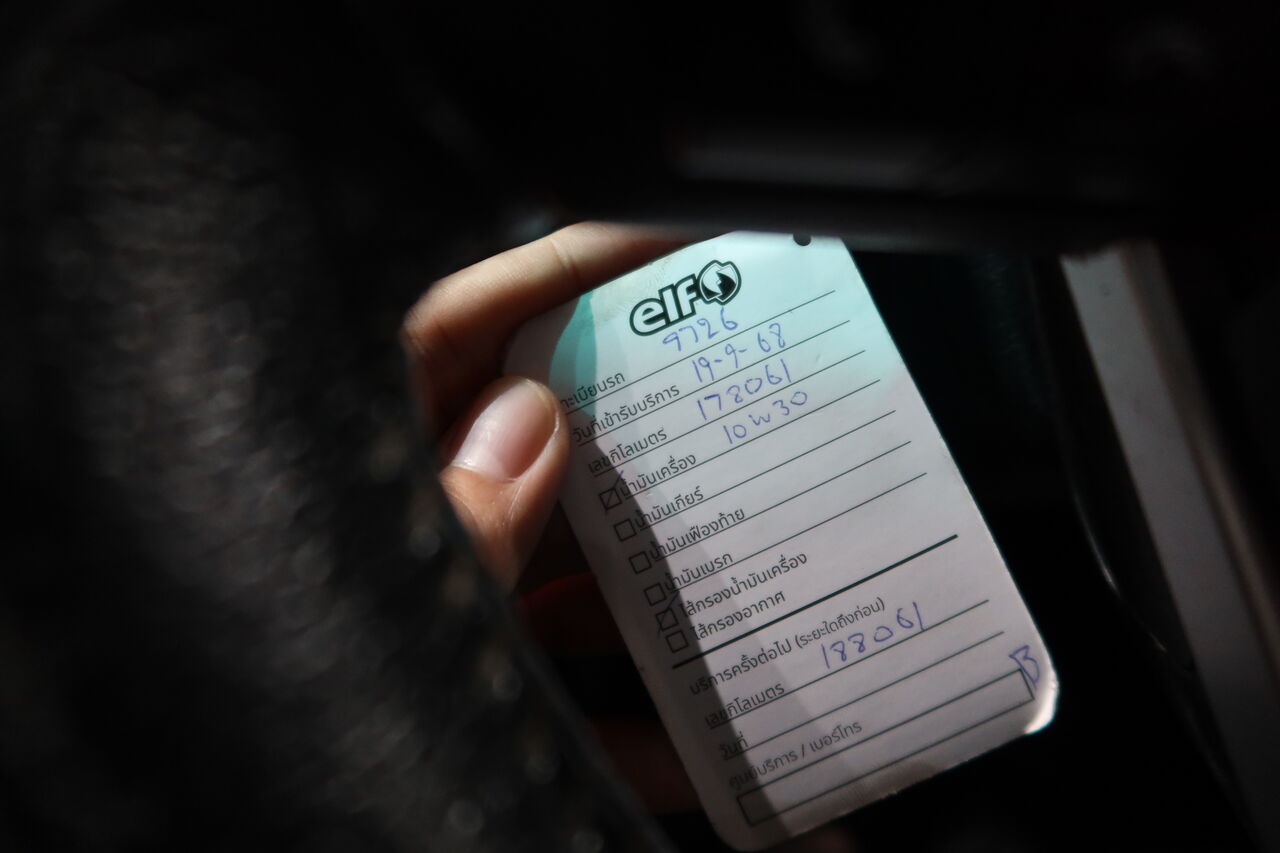 elf
ทะเบียนรถ 9726
วันที่เข้ารับบริการ 19-9-68
เลขกิโลเมตร 178061
น้ำมันเครื่อง 10W30
น้ำมันเกียร์
น้ำมันเฟืองท้าย
น้ำมันเบรก
ไส้กรองน้ำมันเครื่อง
ไส้กรองอากาศ
บริการครั้งต่อไป (ระยะใดถึงก่อน)
เลขกิโลเมตร 188061
วันที่
ศูนย์บริการ / เบอร์โทร